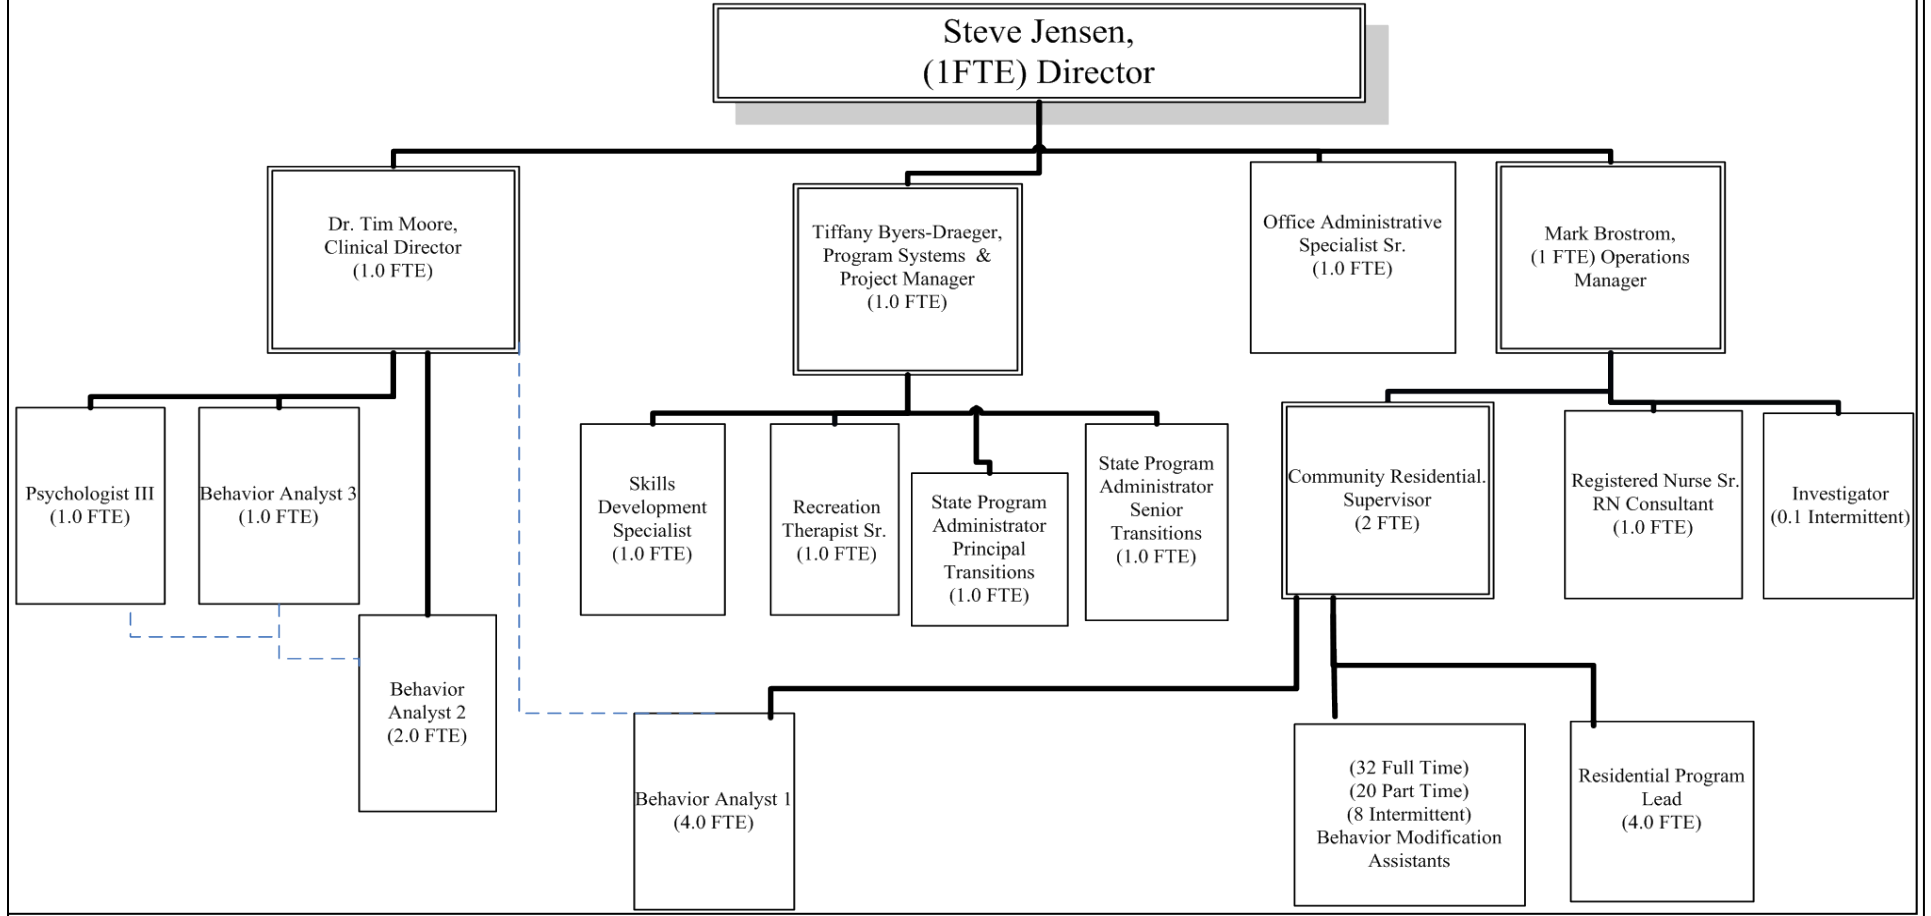 Steve Jensen,
(1FTE) Director
Dr. Tim Moore,
Clinical Director
(1.0 FTE)
Tiffany Byers-Draeger,
Program Systems &
Project Manager
(1.0 FTE)
Office Administrative
Specialist Sr.
(1.0 FTE)
Mark Brostrom,
(1 FTE) Operations
Manager
Psychologist III
(1.0 FTE)
Behavior Analyst 3
(1.0 FTE)
Skills
Development
Specialist
(1.0 FTE)
Recreation
Therapist Sr.
(1.0 FTE)
State Program
Administrator
Principal
Transitions
(1.0 FTE)
State Program
Administrator
Senior
Transitions
(1.0 FTE)
Community Residential.
Supervisor
(2 FTE)
Registered Nurse Sr.
RN Consultant
(1.0 FTE)
Investigator
(0.1 Intermittent)
Behavior
Analyst 2
(2.0 FTE)
Behavior Analyst 1
(4.0 FTE)
(32 Full Time)
(20 Part Time)
(8 Intermittent)
Behavior Modification
Assistants
Residential Program
Lead
(4.0 FTE)